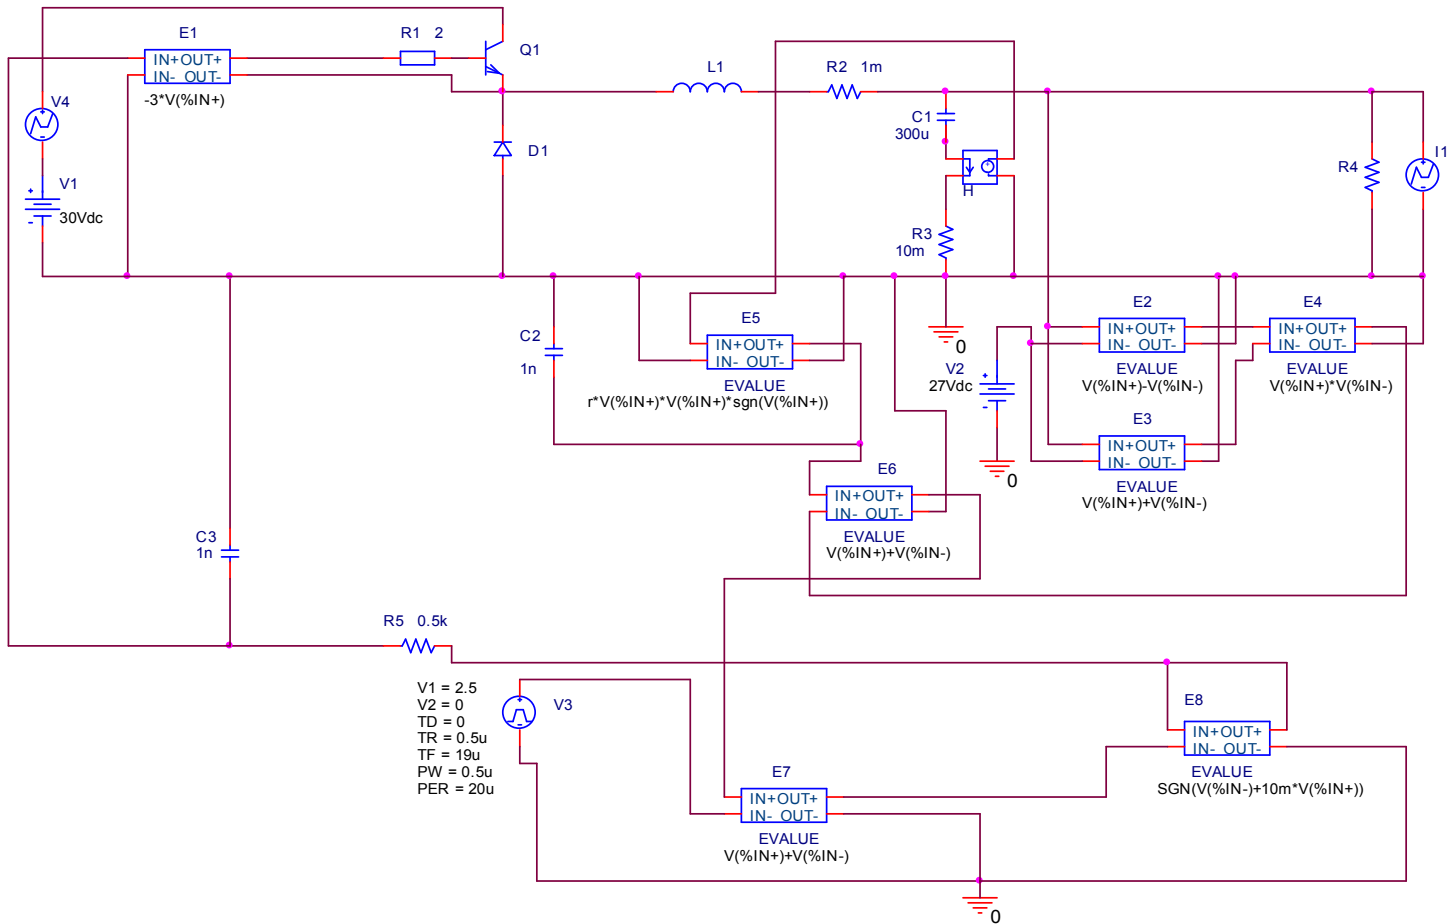 E1
IN+OUT+
IN- OUT-
-3*V(%IN+)
R1 2
Q1
V4
+
-
V1
+
-
30Vdc
D1
L1
R2 1m
C1
300u
+
H
R3
10m
R4
I1
0
C2
1n
E5
IN+OUT+
IN- OUT-
EVALUE
r*V(%IN+)*V(%IN+)*sgn(V(%IN+))
V2
27Vdc
+
-
0
E2
IN+OUT+
IN- OUT-
EVALUE
V(%IN+)-V(%IN-)
E4
IN+OUT+
IN- OUT-
EVALUE
V(%IN+)*V(%IN-)
E3
IN+OUT+
IN- OUT-
EVALUE
V(%IN+)+V(%IN-)
E6
IN+OUT+
IN- OUT-
EVALUE
V(%IN+)+V(%IN-)
C3
1n
R5 0.5k
V1 = 2.5
V2 = 0
TD = 0
TR = 0.5u
TF = 19u
PW = 0.5u
PER = 20u
+
-
V3
E7
IN+OUT+
IN- OUT-
EVALUE
V(%IN+)+V(%IN-)
E8
IN+OUT+
IN- OUT-
EVALUE
SGN(V(%IN-)+10m*V(%IN+))
0